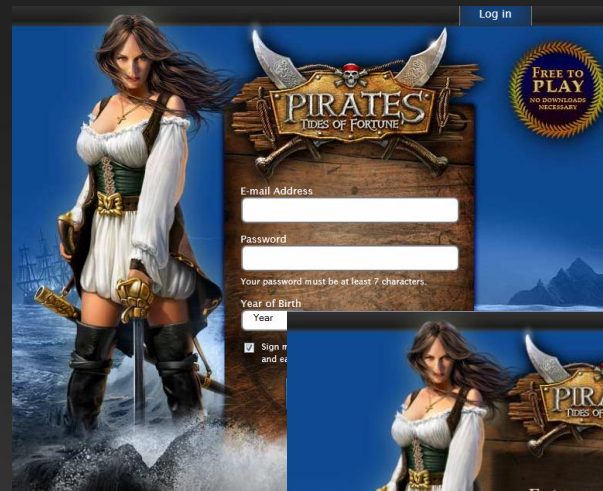 Log in
FREE TO
PLAY
NO DOWNLOADS
NECESSARY
PIRATES
TIDES OF FORTUNE
E-mail Address
Password
Your password must be at least 7 characters.
Year of Birth
Year
Sign m
and ea
PIRA
TIDES OF